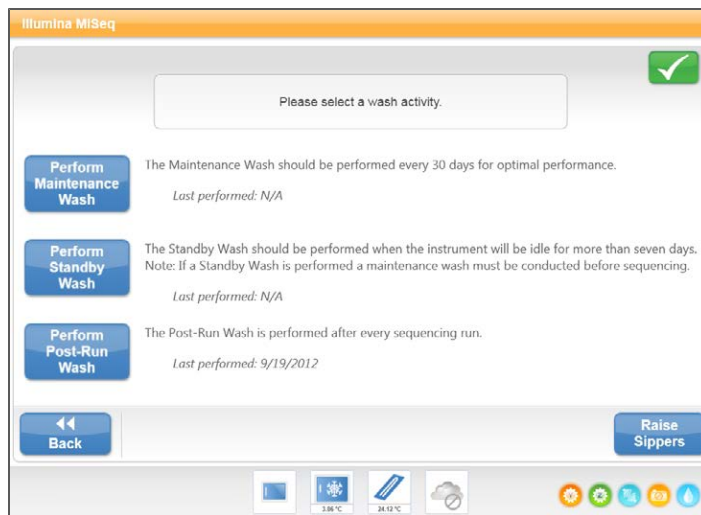 Illumina MiSeq
Please select a wash activity.
Perform
Maintenance
Wash
The Maintenance Wash should be performed every 30 days for optimal performance.
Last performed: N/A
Perform
Standby
Wash
The Standby Wash should be performed when the instrument will be idle for more than seven days.
Note: If a Standby Wash is performed a maintenance wash must be conducted before sequencing.
Last performed: N/A
Perform
Post-Run
Wash
The Post-Run Wash is performed after every sequencing run.
Last performed: 9/19/2012
Back
Raise
Sippers
3.86 °C
24.12 °C